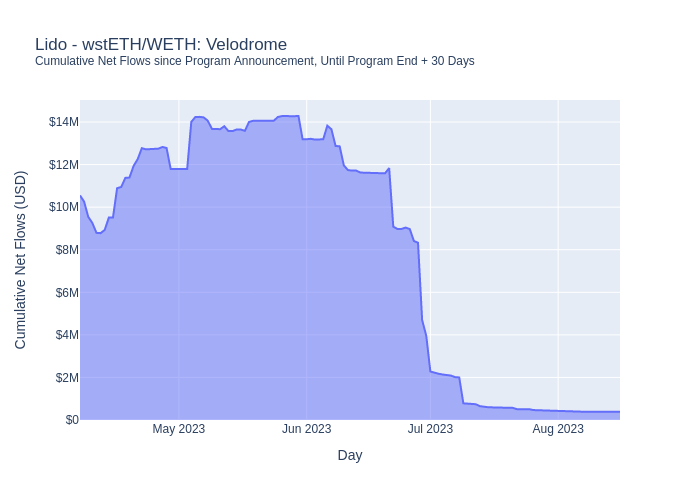 Lido - wstETH/WETH: Velodrome
Cumulative Net Flows since Program Announcement, Until Program End + 30 Days
Cumulative Net Flows (USD)
$14M
$12M
$10M
$8M
$6M
$4M
$2M
$0
May 2023
Jun 2023
Jul 2023
Aug 2023
Day